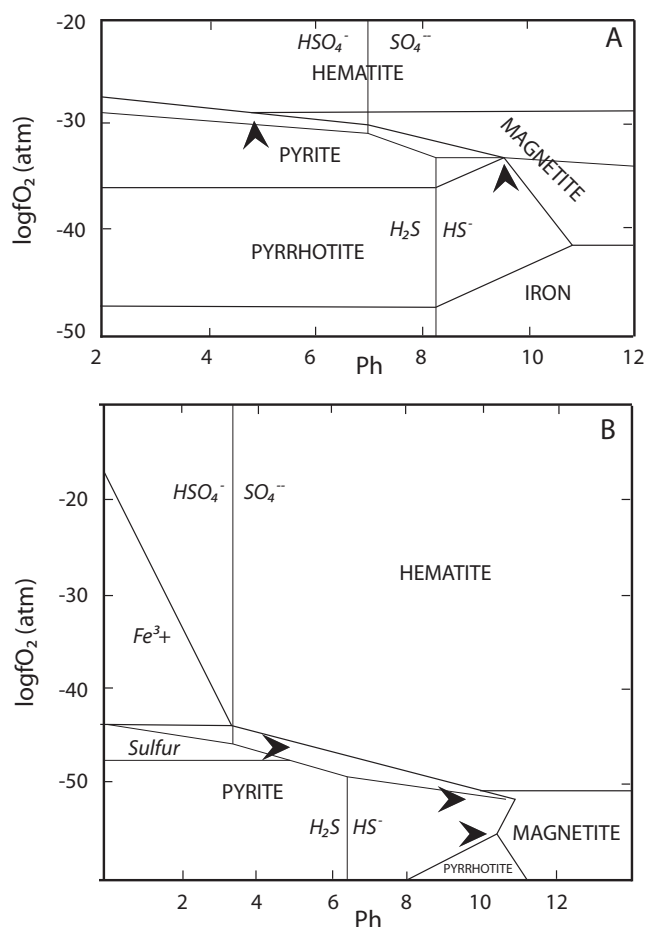 -20
HSO₄⁻ SO₄⁻⁻
A
HEMATITE
-30
MAGNETITE
PYRITE
logfO₂ (atm)
-40
H₂S HS⁻
PYRRHOTITE
IRON
-50
2 4 6 8 10 12
Ph
B
-20
HSO₄⁻ SO₄⁻⁻
HEMATITE
-30
logfO₂ (atm)
Fe³+
-40
Sulfur
-50
PYRITE
H₂S HS⁻
MAGNETITE
PYRRHOTITE
2 4 6 8 10 12
Ph